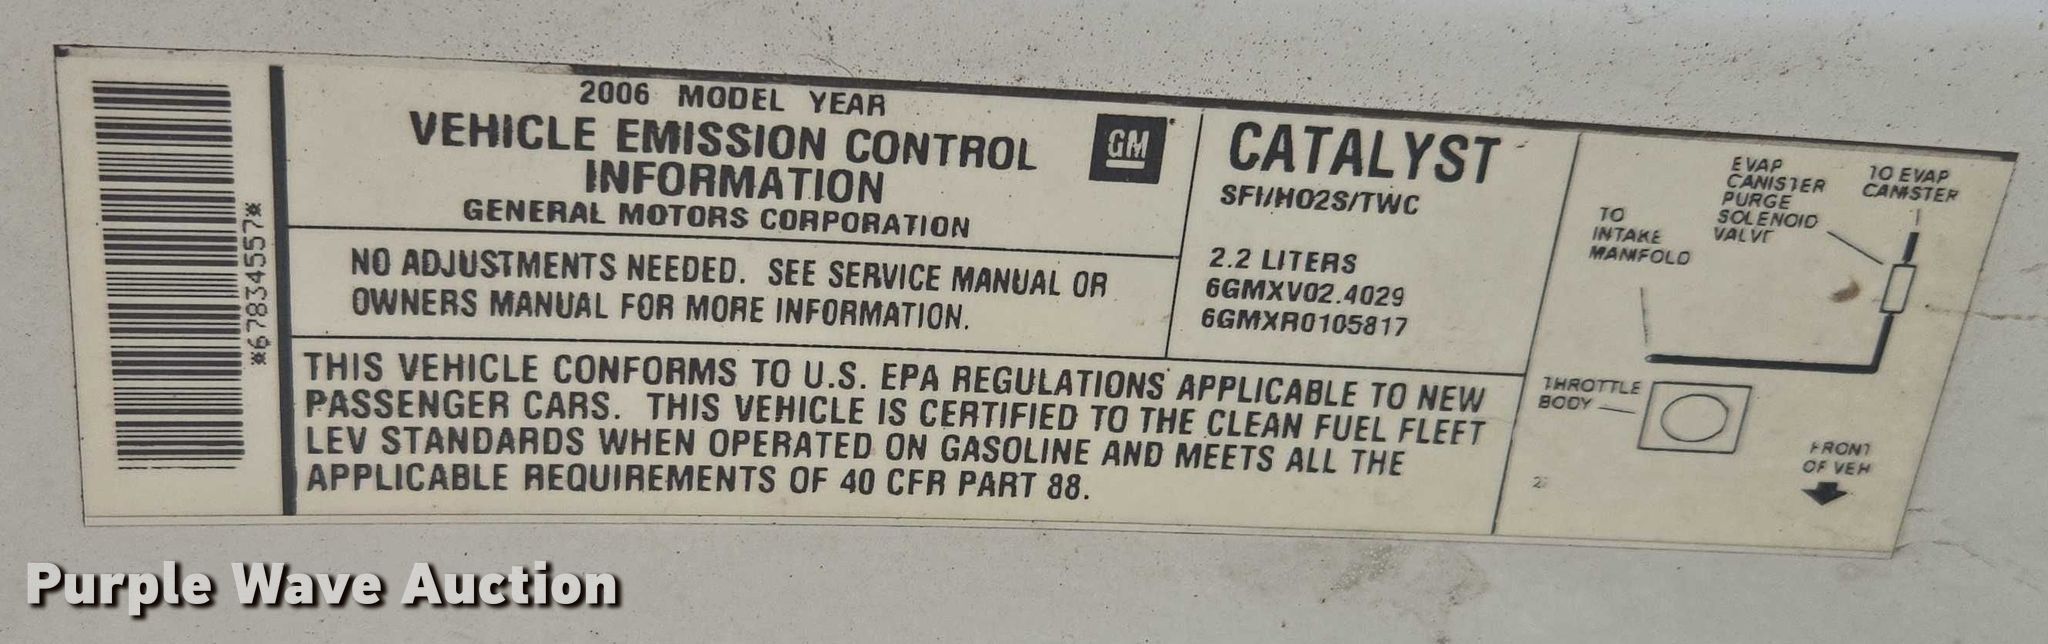 *67834557*
2006 MODEL YEAR
VEHICLE EMISSION CONTROL
INFORMATION
GENERAL MOTORS CORPORATION
GM
NO ADJUSTMENTS NEEDED. SEE SERVICE MANUAL OR
OWNERS MANUAL FOR MORE INFORMATION.
CATALYST
SFI/HO2S/TWC
2.2 LITERS
6GMXV02.4029
6GMXR0105817
THIS VEHICLE CONFORMS TO U.S. EPA REGULATIONS APPLICABLE TO NEW
PASSENGER CARS. THIS VEHICLE IS CERTIFIED TO THE CLEAN FUEL FLEET
LEV STANDARDS WHEN OPERATED ON GASOLINE AND MEETS ALL THE
APPLICABLE REQUIREMENTS OF 40 CFR PART 88.
TO
INTAKE
MANIFOLD
EVAP
CANISTER
PURGE
SOLENOID
VALVE
TO EVAP
CANISTER
THROTTLE
BODY
FRONT
OF VEH
Purple Wave Auction